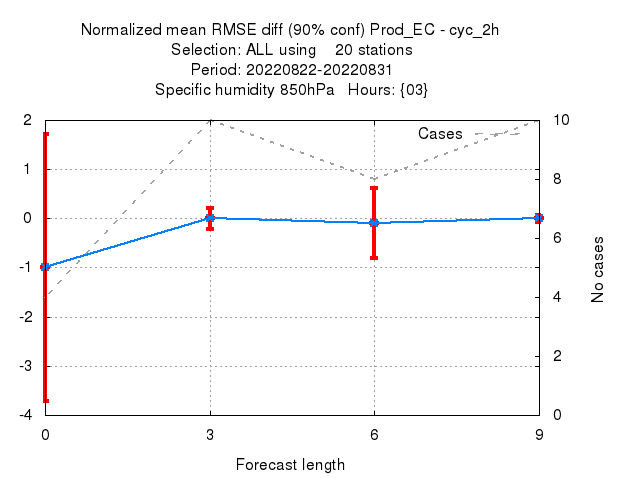 Normalized mean RMSE diff (90% conf) Prod_EC - cyc_2h
Selection: ALL using    20 stations
Period: 20220822-20220831
Specific humidity 850hPa   Hours: {03}
Cases
2
1
0
-1
-2
-3
-4
10
8
6
4
2
0
No cases
0 3 6 9
Forecast length